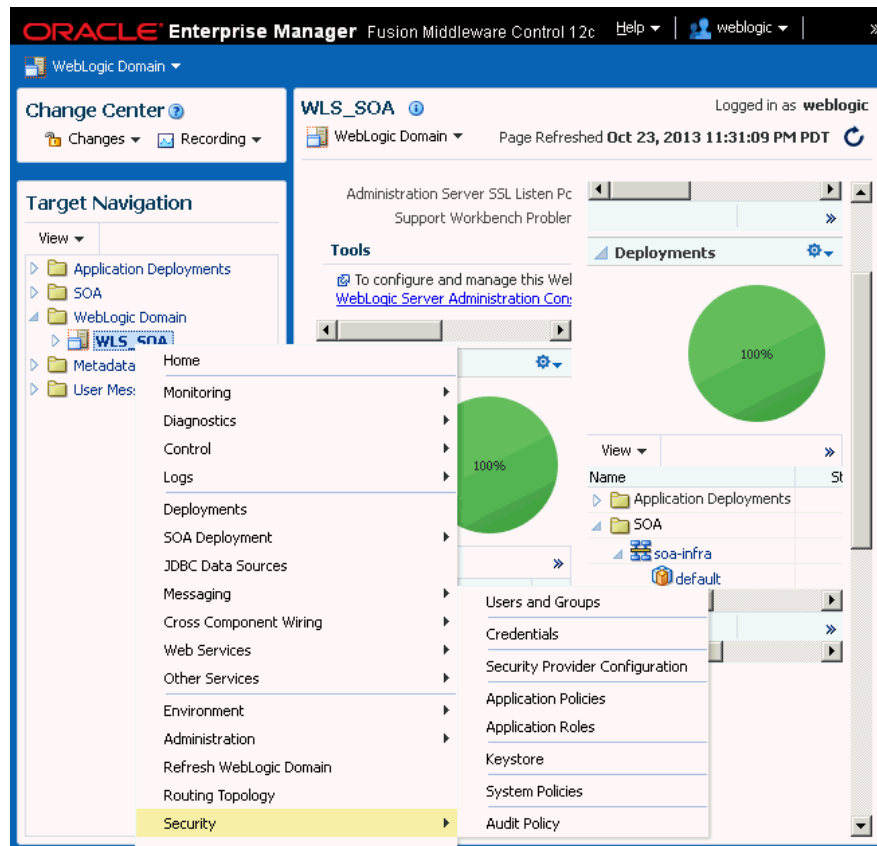 ORACLE Enterprise Manager Fusion Middleware Control 12c Help weblogic
WebLogic Domain
Change Center
Changes Recording
WLS_SOA
Logged in as weblogic
WebLogic Domain Page Refreshed Oct 23, 2013 11:31:09 PM PDT
Target Navigation
View
Application Deployments
SOA
WebLogic Domain
WLS_SOA
Metadata
User Mes
Administration Server SSL Listen Po
Support Workbench Probler
Tools
To configure and manage this Wel
WebLogic Server Administration Con
100%
Deployments
100%
View
Name St
Application Deployments
SOA
soa-infra
default
Home
Monitoring
Diagnostics
Control
Logs
Deployments
SOA Deployment
JDBC Data Sources
Messaging
Cross Component Wiring
Web Services
Other Services
Environment
Administration
Refresh WebLogic Domain
Routing Topology
Security
Users and Groups
Credentials
Security Provider Configuration
Application Policies
Application Roles
Keystore
System Policies
Audit Policy